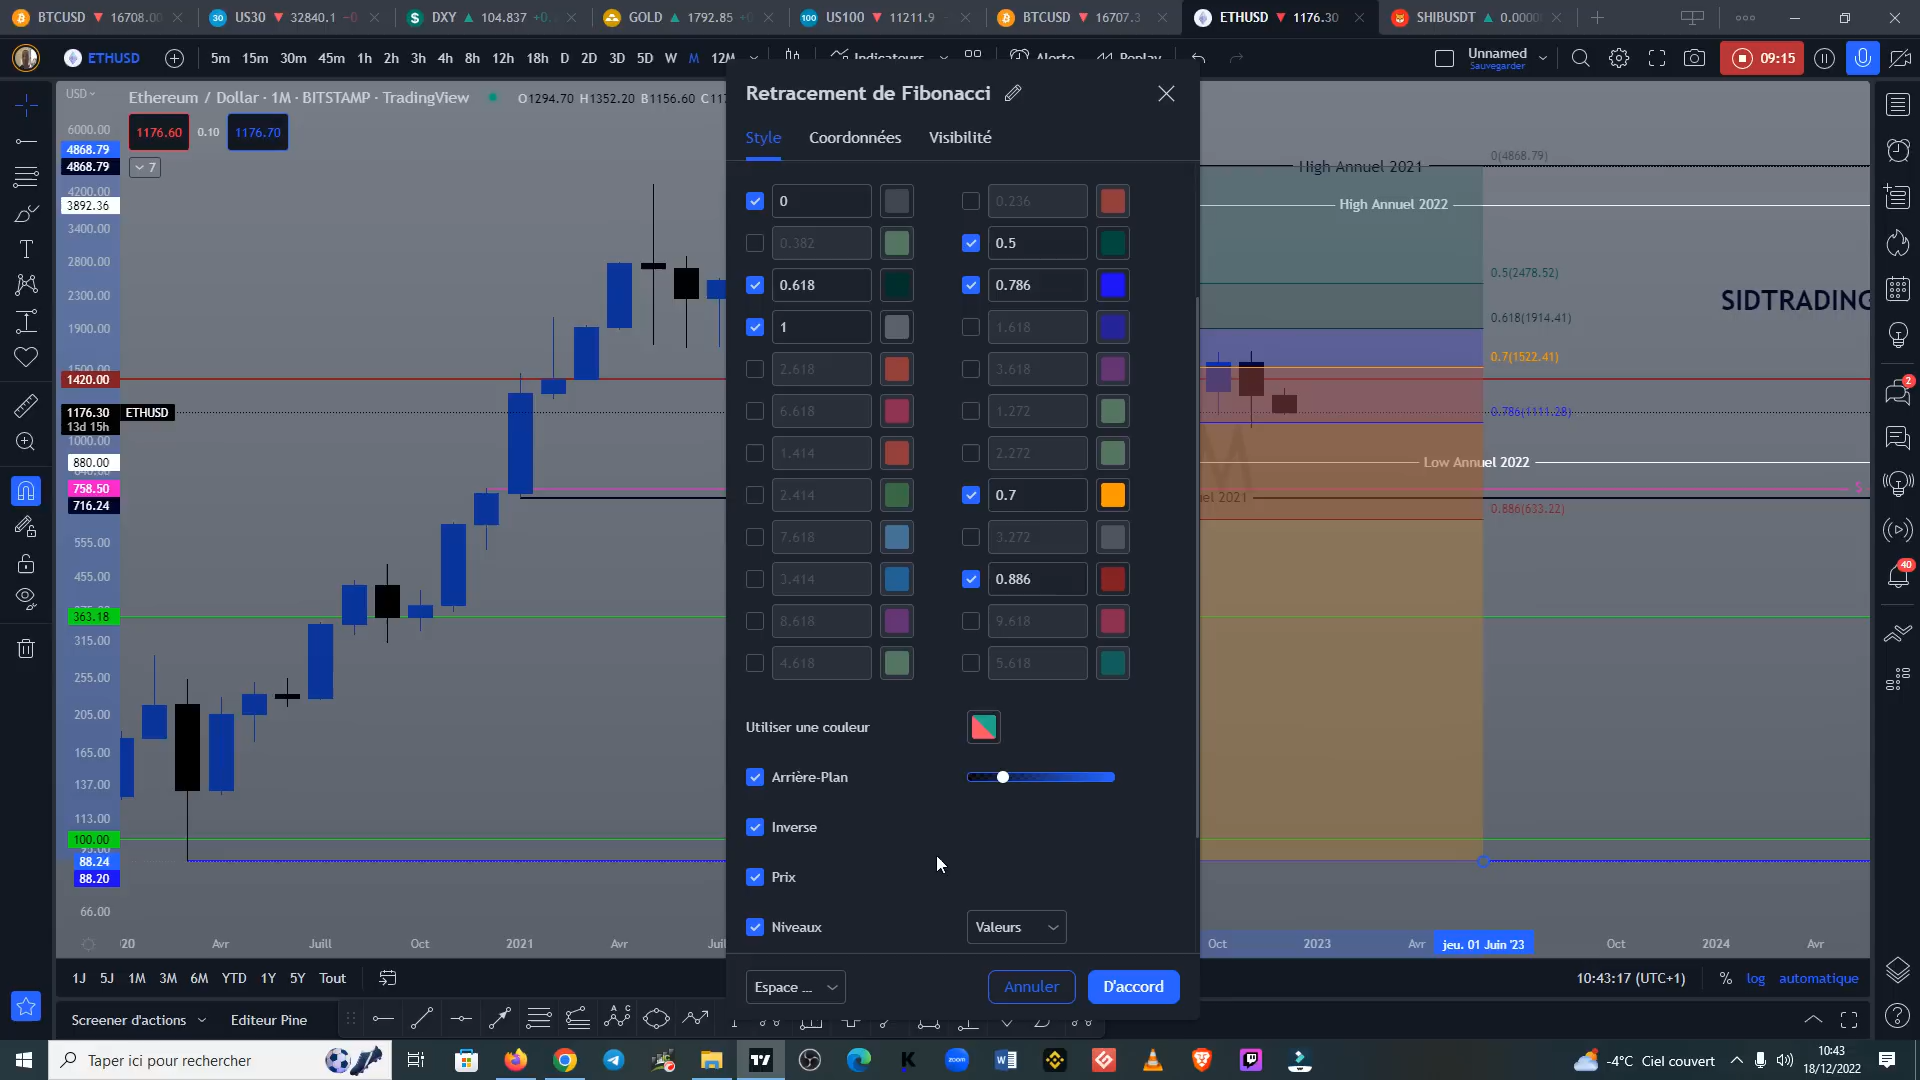 BTCUSD 16708.00
US30 32840.1
DXY 104.837
GOLD 1792.85
US100 11211.9
BTCUSD 16707.3
ETHUSD 1176.30
SHIBUSDT
ETHUSD
5m 15m 30m 45m 1h 2h 3h 4h 8h 12h 18h D 2D 3D 5D W M 12M
Indicateurs Alerte Replay
Unnamed
Sauvegarder
09:15
USD
Ethereum / Dollar · 1M · BITSTAMP · TradingView
O1294.70 H1352.20 B1156.60
1176.60 0.10 1176.70
7
6000.00
4868.79
4868.79
4200.00
3892.36
3400.00
2800.00
2300.00
1900.00
1420.00
1176.30 ETHUSD
13d 15h
1000.00
880.00
758.50
716.24
555.00
455.00
363.18
315.00
255.00
205.00
165.00
137.00
113.00
100.00
88.24
88.20
66.00
Retracement de Fibonacci
Style Coordonnées Visibilité
0 0.236
0.382 0.5
0.618 0.786
1 1.618
2.618 3.618
6.618 1.272
1.414 2.272
2.414 0.7
7.618 3.272
3.414 0.886
8.618 9.618
4.618 5.618
Utiliser une couleur
Arrière-Plan
Inverse
Prix
Niveaux Valeurs
Espace ... Annuler D'accord
High Annuel 2021
0(4868.79)
High Annuel 2022
0.5(2478.52)
SIDTRADING
0.618(1914.41)
0.7(1522.41)
0.786(1111.28)
Low Annuel 2022
0.886(633.22)
Avr Juill Oct 2021 Avr
Oct 2023 Avr jeu. 01 Juin '23 Oct 2024 Avr
1J 5J 1M 3M 6M YTD 1Y 5Y Tout
10:43:17 (UTC+1) % log automatique
Screener d'actions Editeur Pine
2
40
Taper ici pour rechercher
-4°C Ciel couvert
10:43
18/12/2022